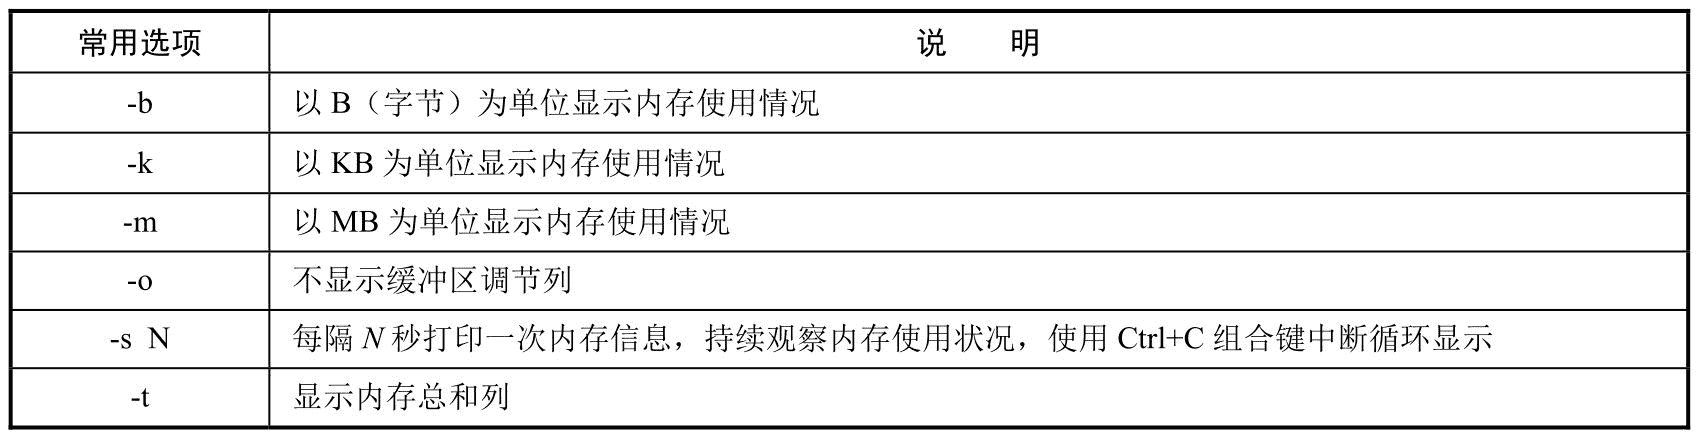 常用选项 说 明
-b 以 B（字节）为单位显示内存使用情况
-k 以 KB 为单位显示内存使用情况
-m 以 MB 为单位显示内存使用情况
-o 不显示缓冲区调节列
-s N 每隔 N 秒打印一次内存信息，持续观察内存使用状况，使用 Ctrl+C 组合键中断循环显示
-t 显示内存总和列